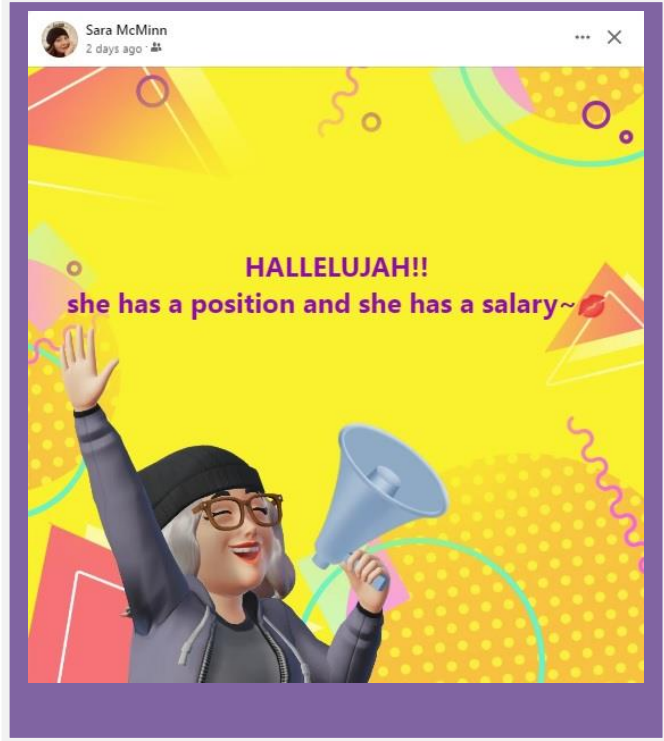 Sara McMinn
2 days ago ·
HALLELUJAH!!
she has a position and she has a salary~💋